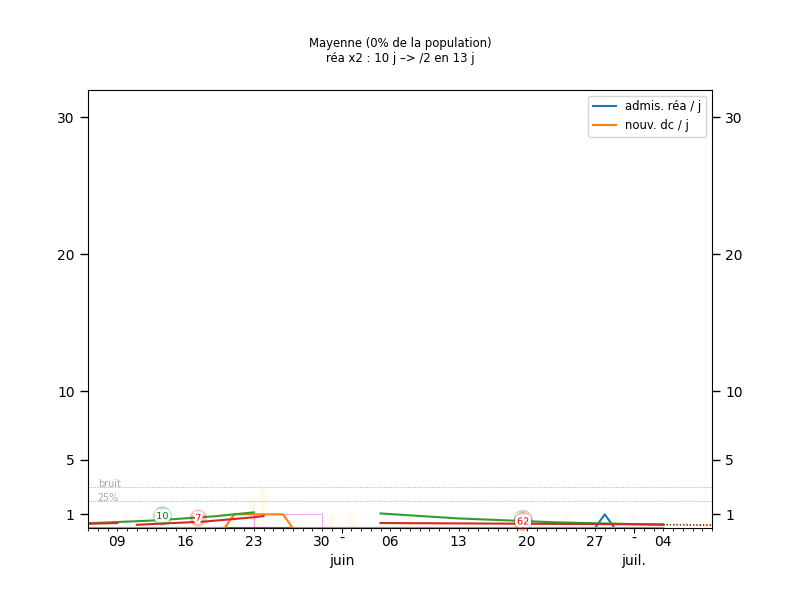 Mayenne (0% de la population)
réa x2 : 10 j –> /2 en 13 j
admis. réa / j
nouv. dc / j
30 30
20 20
10 10
5 5
bruit
25%
1 1
10 7 62
09 16 23 30 - 06 13 20 27 - 04
juin juil.